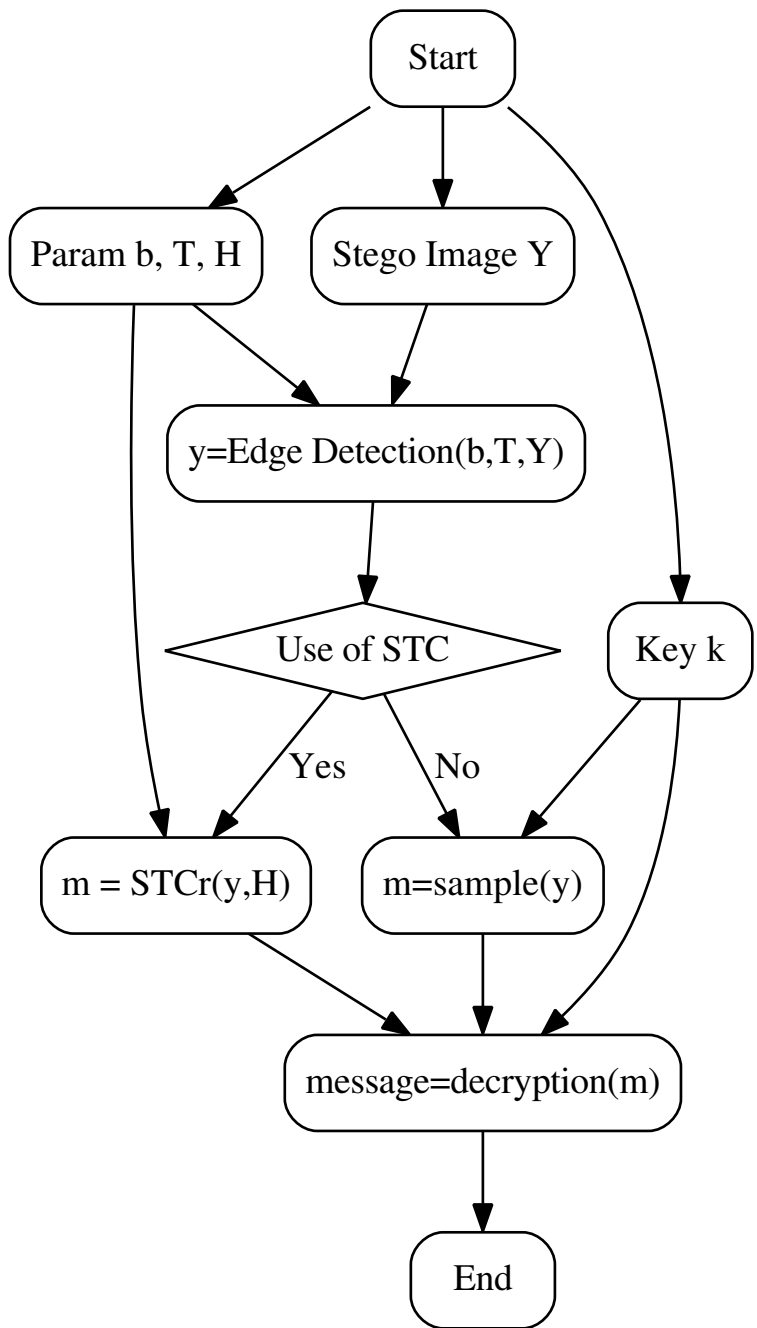 Start
Param b, T, H
Stego Image Y
y=Edge Detection(b,T,Y)
Use of STC
Key k
Yes
No
m = STCr(y,H)
m=sample(y)
message=decryption(m)
End